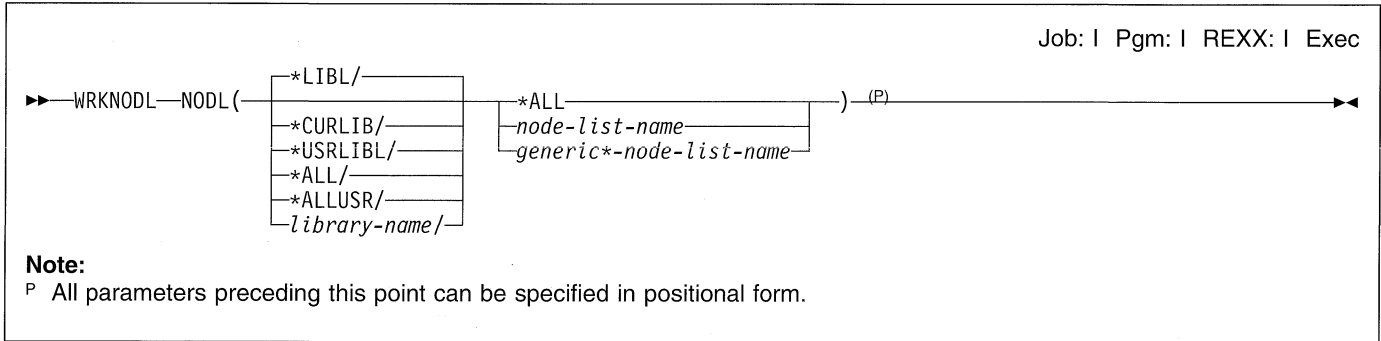 Job: I Pgm: I REXX: I Exec
*LIBL/
WRKNODL NODL( *ALL ) (P)
*CURLIB/ node-list-name
*USRLIBL/ generic*-node-list-name
*ALL/
*ALLUSR/
library-name/
Note:
P All parameters preceding this point can be specified in positional form.